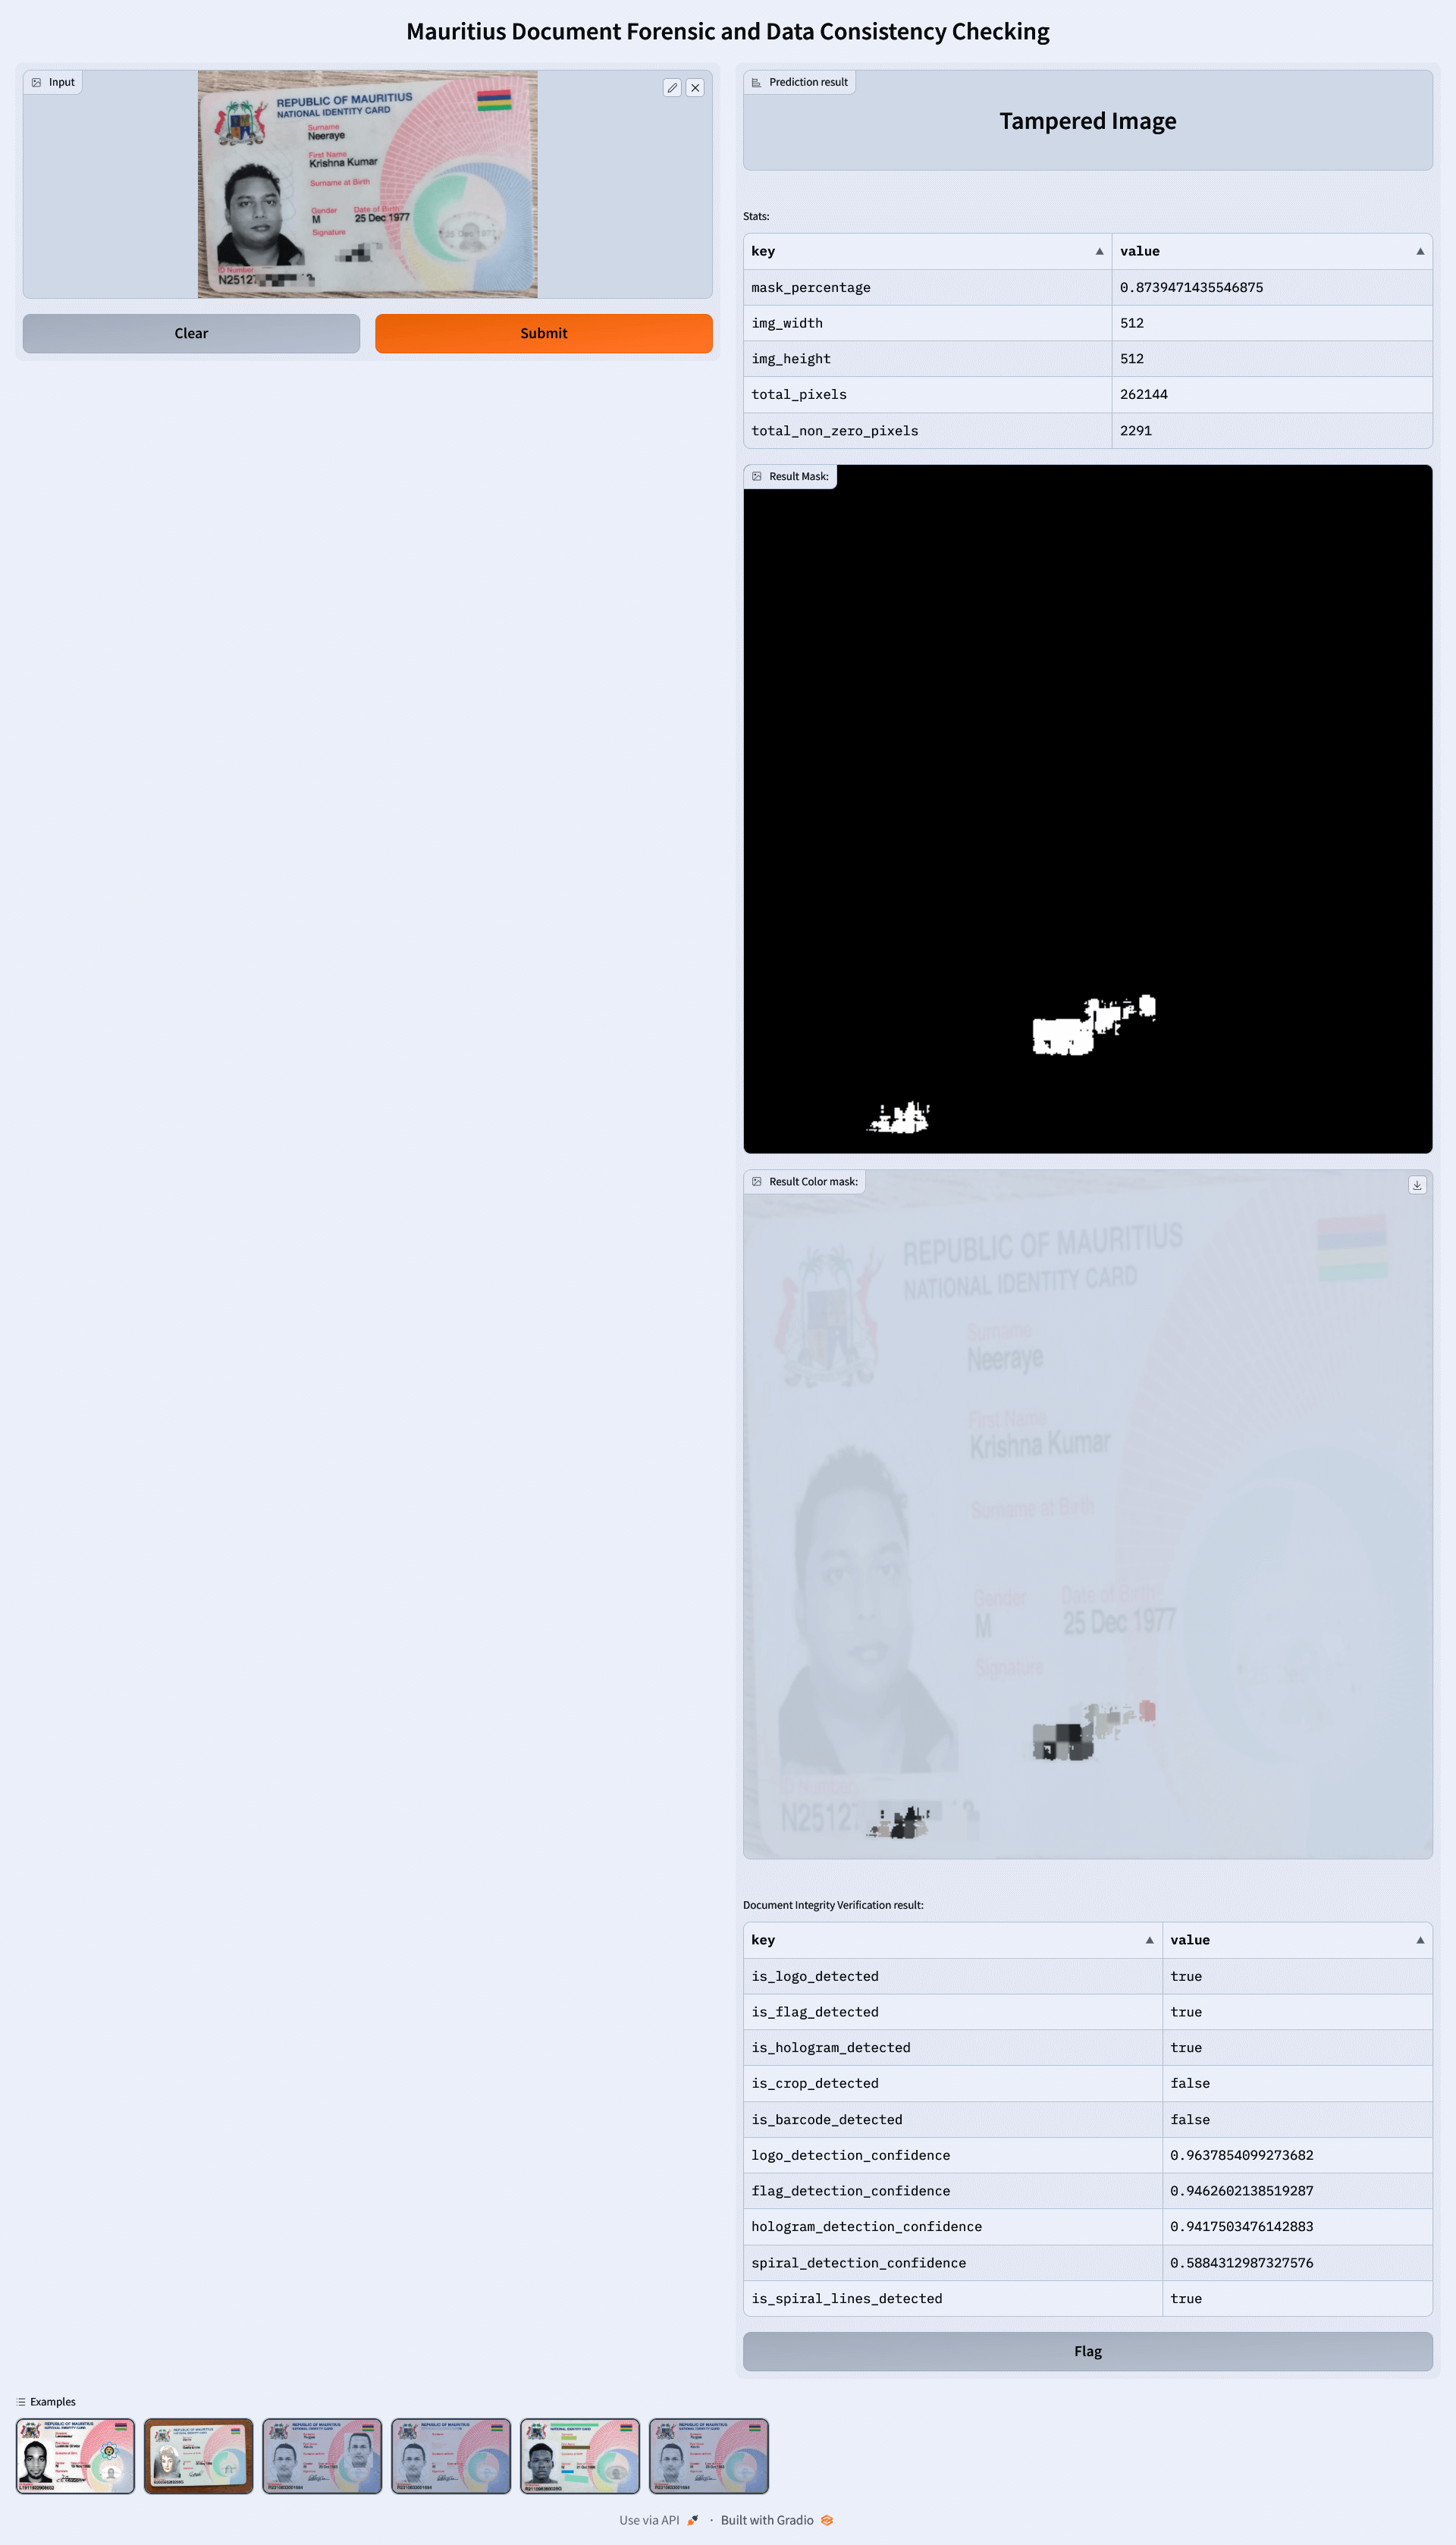 Mauritius Document Forensic and Data Consistency Checking
Input
REPUBLIC OF MAURITIUS
NATIONAL IDENTITY CARD
Surname
Neeraye
First Name
Krishna Kumar
Surname at Birth
Gender Date of Birth
M 25 Dec 1977
Signature
25 Dec 1977
ID Number
N2512
Clear
Submit
Prediction result
Tampered Image
Stats:
key value
mask_percentage 0.8739471435546875
img_width 512
img_height 512
total_pixels 262144
total_non_zero_pixels 2291
Result Mask:
Result Color mask:
REPUBLIC OF MAURITIUS
NATIONAL IDENTITY CARD
Surname
Neeraye
First Name
Krishna Kumar
Surname at Birth
Gender Date of Birth
M 25 Dec 1977
Signature
ID Number
N2512
Document Integrity Verification result:
key value
is_logo_detected true
is_flag_detected true
is_hologram_detected true
is_crop_detected false
is_barcode_detected false
logo_detection_confidence 0.9637854099273682
flag_detection_confidence 0.9462602138519287
hologram_detection_confidence 0.9417503476142883
spiral_detection_confidence 0.5884312987327576
is_spiral_lines_detected true
Flag
Examples
Use via API · Built with Gradio